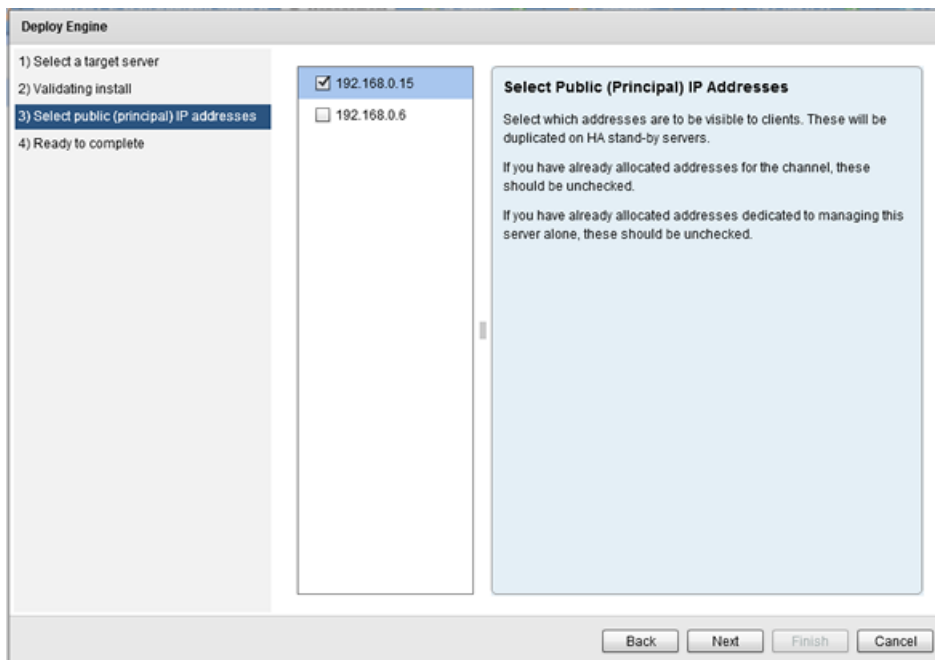 Deploy Engine
1) Select a target server
2) Validating install
3) Select public (principal) IP addresses
4) Ready to complete
192.168.0.15
192.168.0.6
Select Public (Principal) IP Addresses
Select which addresses are to be visible to clients. These will be
duplicated on HA stand-by servers.
If you have already allocated addresses for the channel, these
should be unchecked.
If you have already allocated addresses dedicated to managing this
server alone, these should be unchecked.
Back
Next
Finish
Cancel